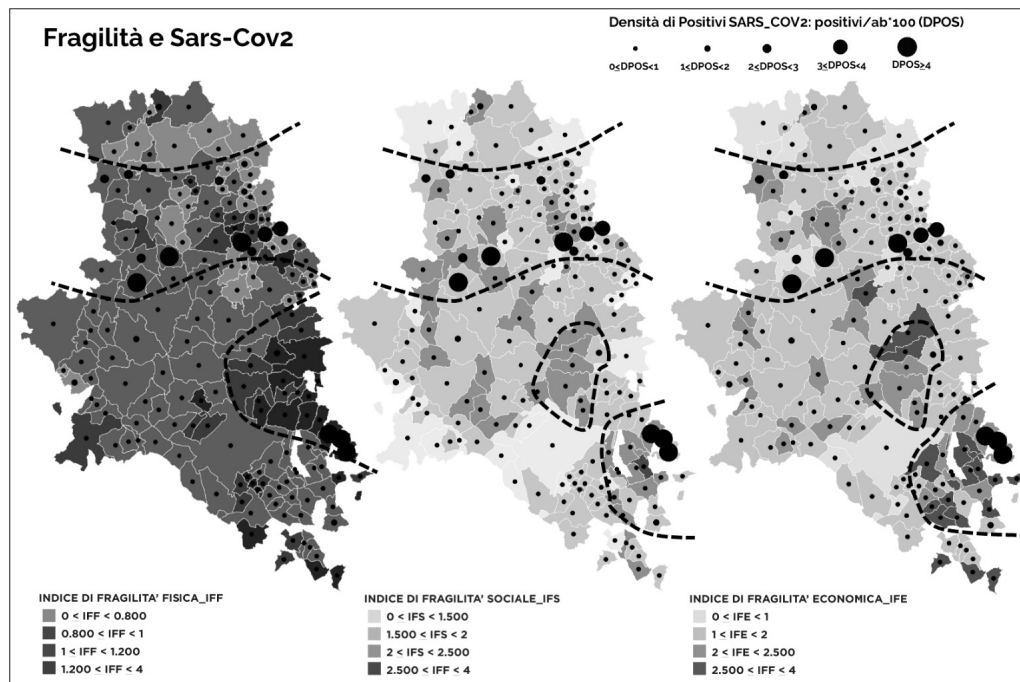 Fragilità e Sars-Cov2
Densità di Positivi SARS_COV2: positivi/ab*100 (DPOS)
0≤DPOS<1
1≤DPOS<2
2≤DPOS<3
3≤DPOS<4
DPOS≥4
INDICE DI FRAGILITA' FISICA_IFF
0 ≤ IFF < 0.800
0.800 < IFF < 1
1 < IFF < 1.200
1.200 ≤ IFF ≤ 4
INDICE DI FRAGILITA' SOCIALE_IFS
0 ≤ IFS < 1.500
1.500 ≤ IFS < 2
2 ≤ IFS < 2.500
2.500 ≤ IFF ≤ 4
INDICE DI FRAGILITA' ECONOMICA_IFE
0 < IFE < 1
1 ≤ IFE < 2
2 < IFE < 2.500
2.500 ≤ IFF ≤ 4